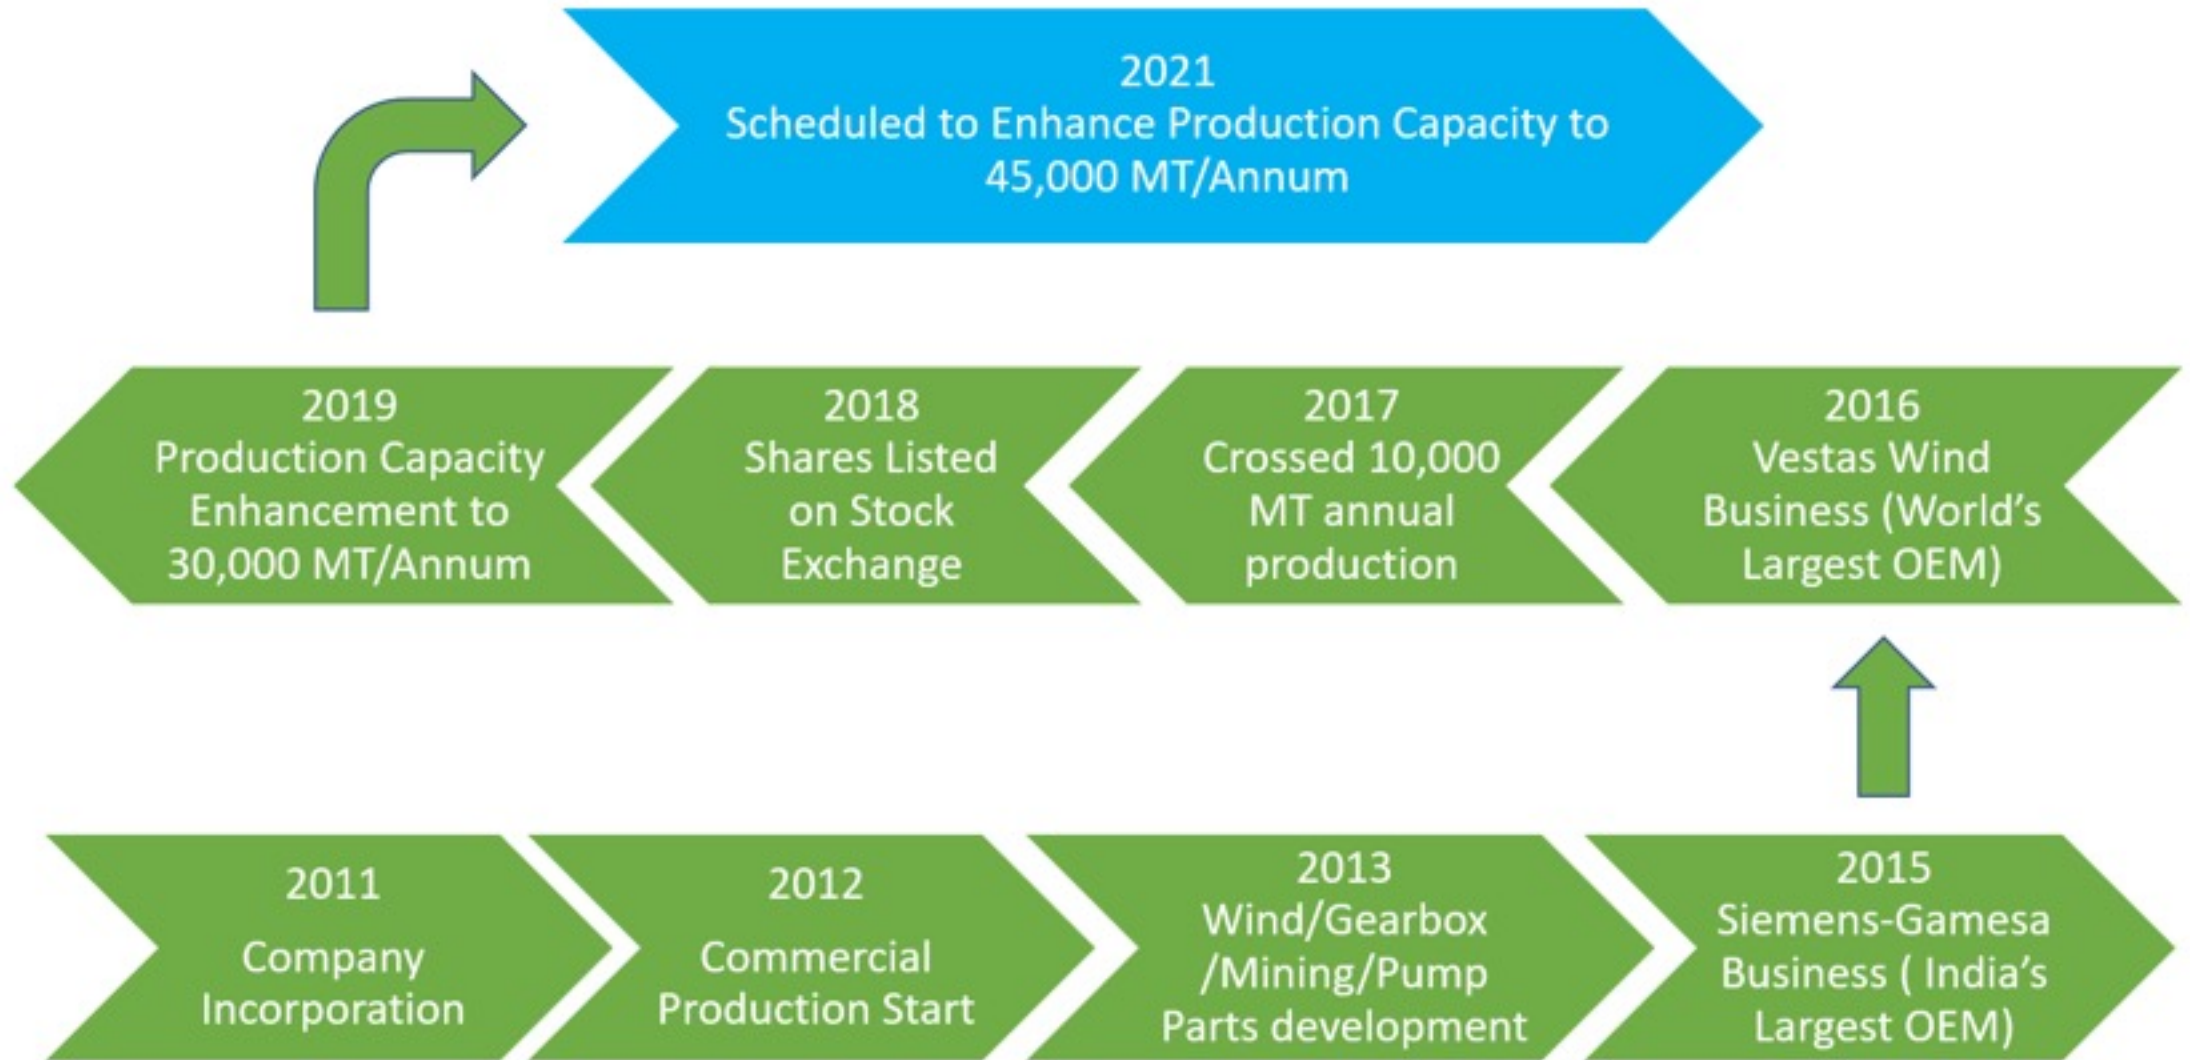 2021
Scheduled to Enhance Production Capacity to
45,000 MT/Annum
2019
Production Capacity
Enhancement to
30,000 MT/Annum
2018
Shares Listed
on Stock
Exchange
2017
Crossed 10,000
MT annual
production
2016
Vestas Wind
Business (World’s
Largest OEM)
2011
Company
Incorporation
2012
Commercial
Production Start
2013
Wind/Gearbox
/Mining/Pump
Parts development
2015
Siemens-Gamesa
Business ( India’s
Largest OEM)